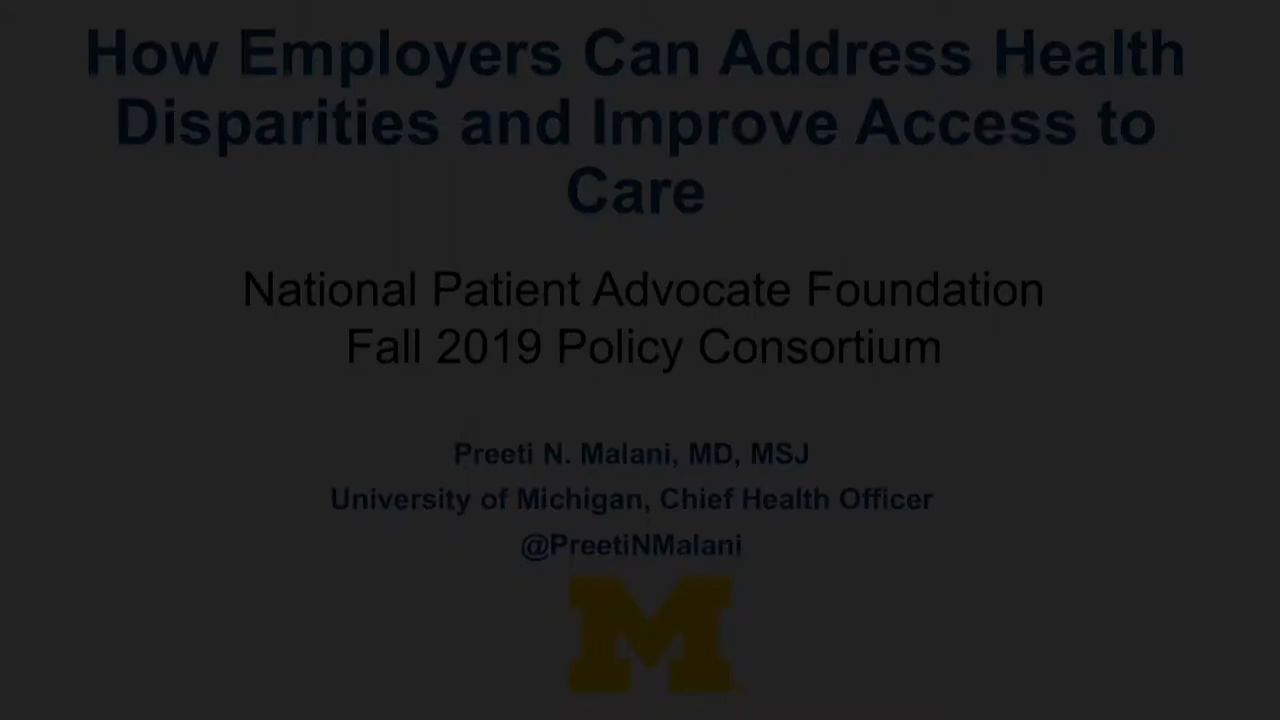 How Employers Can Address Health
Disparities and Improve Access to
Care
National Patient Advocate Foundation
Fall 2019 Policy Consortium
Preeti N. Malani, MD, MSJ
University of Michigan, Chief Health Officer
@PreetiNMalani
M